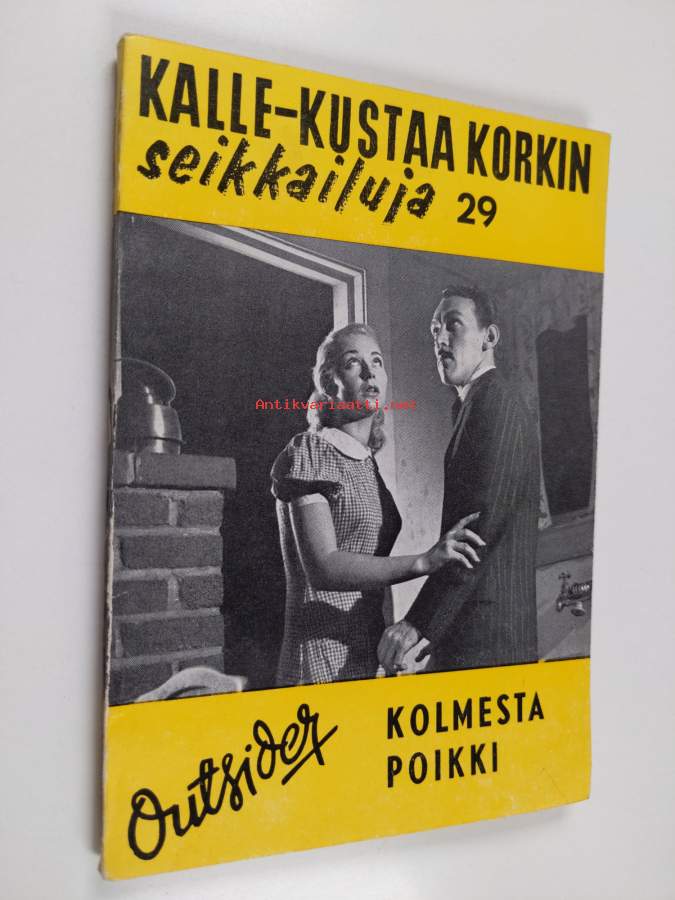 KALLE-KUSTAA KORKIN
seikkailuja 29
Antikvariaatti.net
Outsider
KOLMESTA
POIKKI